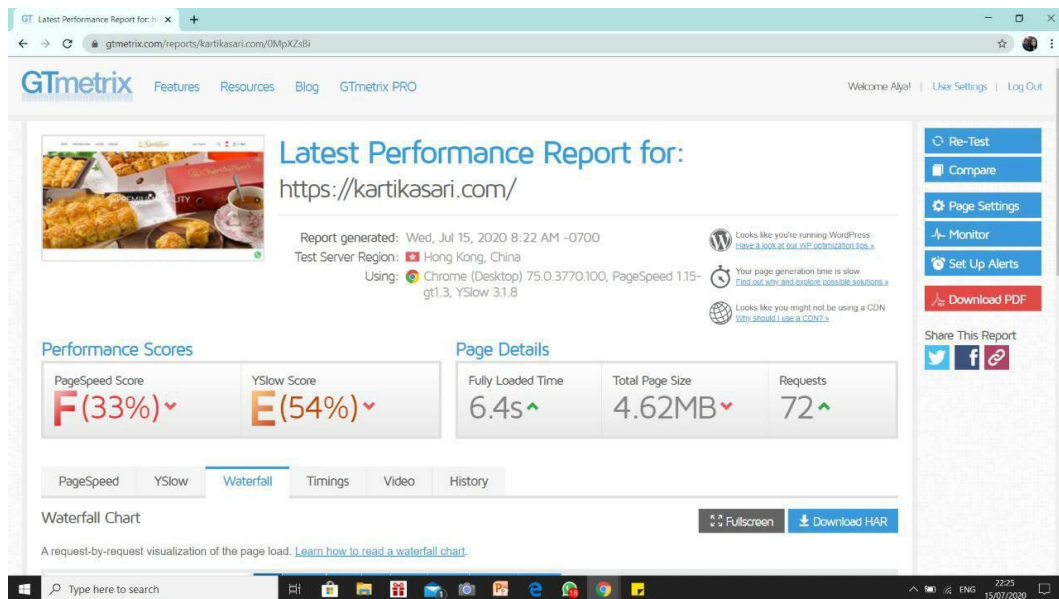 GT Latest Performance Report for: h
gtmetrix.com/reports/kartikasari.com/0MpXZsBi
GTmetrix
Features Resources Blog GTmetrix PRO
Welcome Alya! | User Settings | Log Out
PREMIUM QUALITY
Latest Performance Report for:
https://kartikasari.com/
Report generated: Wed, Jul 15, 2020 8:22 AM -0700
Test Server Region: Hong Kong, China
Using: Chrome (Desktop) 75.0.3770.100, PageSpeed 1.15-
gt1.3, YSlow 3.1.8
Looks like you're running WordPress
Have a look at our WP optimization tips »
Your page generation time is slow
Find out why and explore possible solutions »
Looks like you might not be using a CDN
Why should I use a CDN? »
Re-Test
Compare
Page Settings
Monitor
Set Up Alerts
Download PDF
Share This Report
Performance Scores
PageSpeed Score YSlow Score
F(33%) E(54%)
Page Details
Fully Loaded Time Total Page Size Requests
6.4s 4.62MB 72
PageSpeed YSlow Waterfall Timings Video History
Waterfall Chart
Fullscreen Download HAR
A request-by-request visualization of the page load. Learn how to read a waterfall chart.
Type here to search
ENG
22:25
15/07/2020